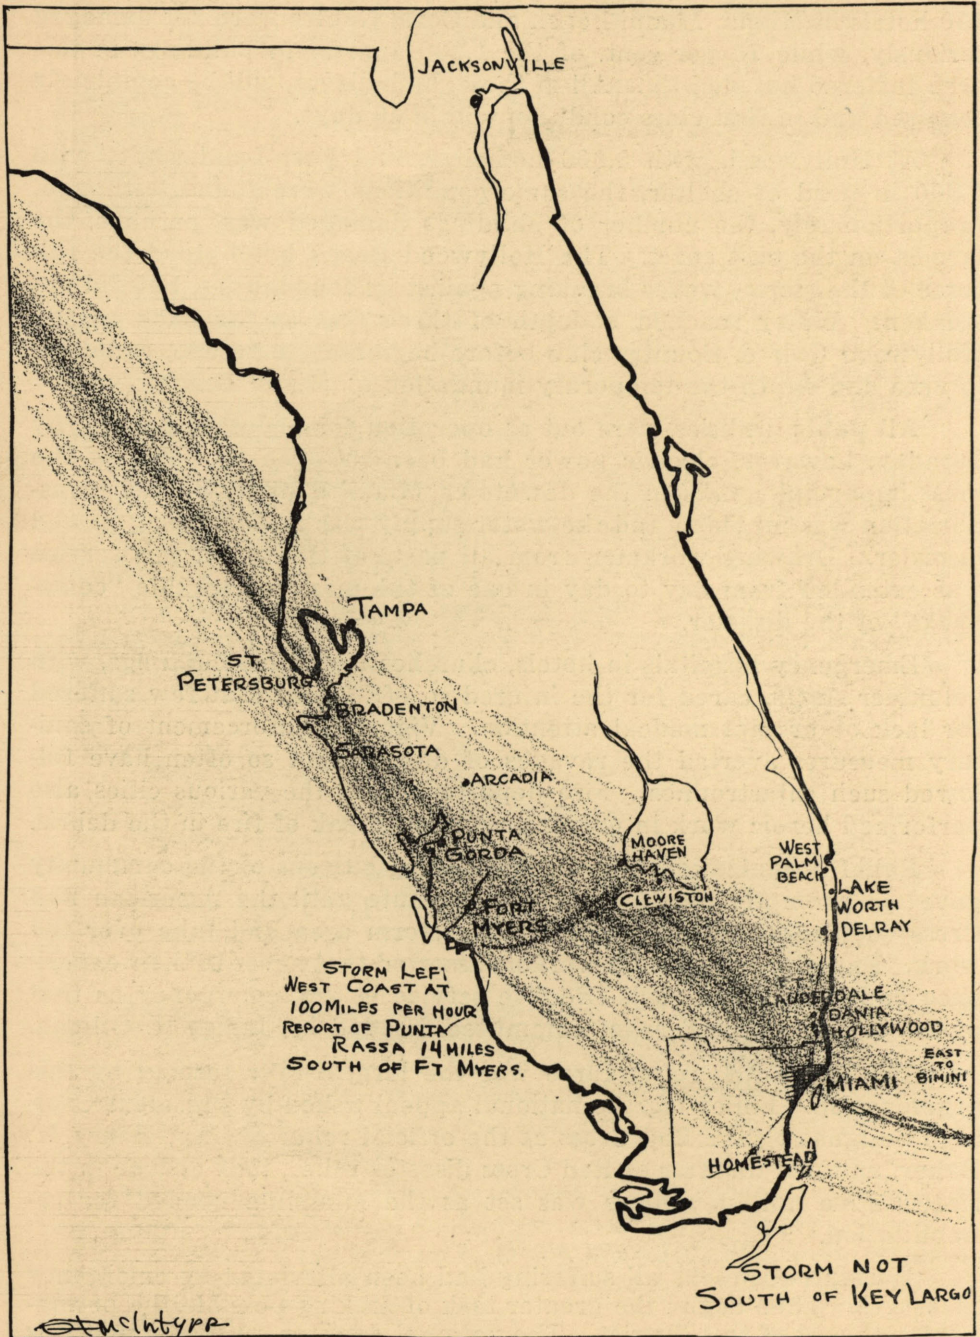 JACKSONVILLE
TAMPA
ST.
PETERSBURG
BRADENTON
SARASOTA
ARCADIA
PUNTA
GORDA
MOORE
HAVEN
CLEWISTON
FORT
MYERS
WEST
PALM
BEACH
LAKE
WORTH
DELRAY
FT
LAUDERDALE
DANIA
HOLLYWOOD
EAST
TO
BIMINI
MIAMI
HOMESTEAD
STORM LEFT
WEST COAST AT
100 MILES PER HOUR
REPORT OF PUNTA
RASSA 14 MILES
SOUTH OF FT MYERS.
STORM NOT
SOUTH OF KEY LARGO
McIntyre